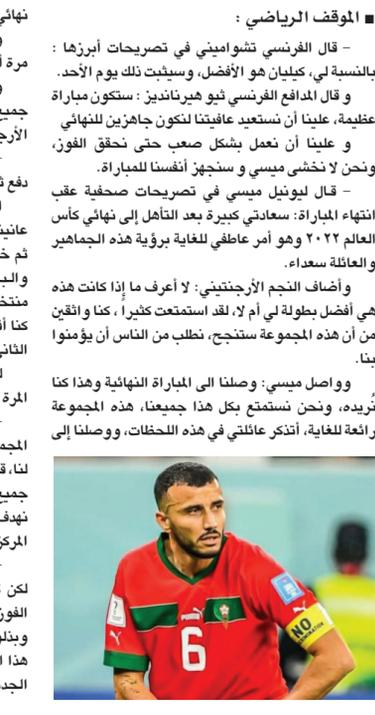 ■ الموقف الرياضي :
– قال الفرنسي تشواميني في تصريحات أبرزها :
بالنسبة لي، كيليان هو الأفضل، وسيثبت ذلك يوم الأحد.
و قال المدافع الفرنسي ثيو هيرنانديز : ستكون مباراة
عظيمة، علينا أن نستعيد عافيتنا لنكون جاهزين للنهائي
و علينا أن نعمل بشكل صعب حتى نحقق الفوز،
ونحن لا نخشى ميسي و سنجهز أنفسنا للمباراة.
– قال ليونيل ميسي في تصريحات صحفية عقب
انتهاء المباراة : سعادتي كبيرة بعد التأهل إلى نهائي كأس
العالم ٢٠٢٢ وهو أمر عاطفي للغاية برؤية هذه الجماهير
والعائلة سعداء.
وأضاف النجم الأرجنتيني: لا أعرف ما إذا كانت هذه
هي أفضل بطولة لي أم لا، لقد استمتعت كثيراً ، كنا واثقين
من أن هذه المجموعة ستنجح، نطلب من الناس أن يؤمنوا
بنا.
وواصل ميسي: وصلنا الى المباراة النهائية وهذا كنا
نُريده، ونحن نستمتع بكل هذا جميعنا، هذه المجموعة
رائعة للغاية، أتذكر عائلتي في هذه اللحظات، ووصلنا إلى
PUMA
6
NO
نهائي
مرة أ
جميع
الأرج
دفع ث
عانين
ثم خ
والب
منتخ
كنا أ
الثاني
المرة
المجم
لنا، ق
جميع
نهدف
المركز
لكن
الفوز
وبذلن
هذا ا
الجد